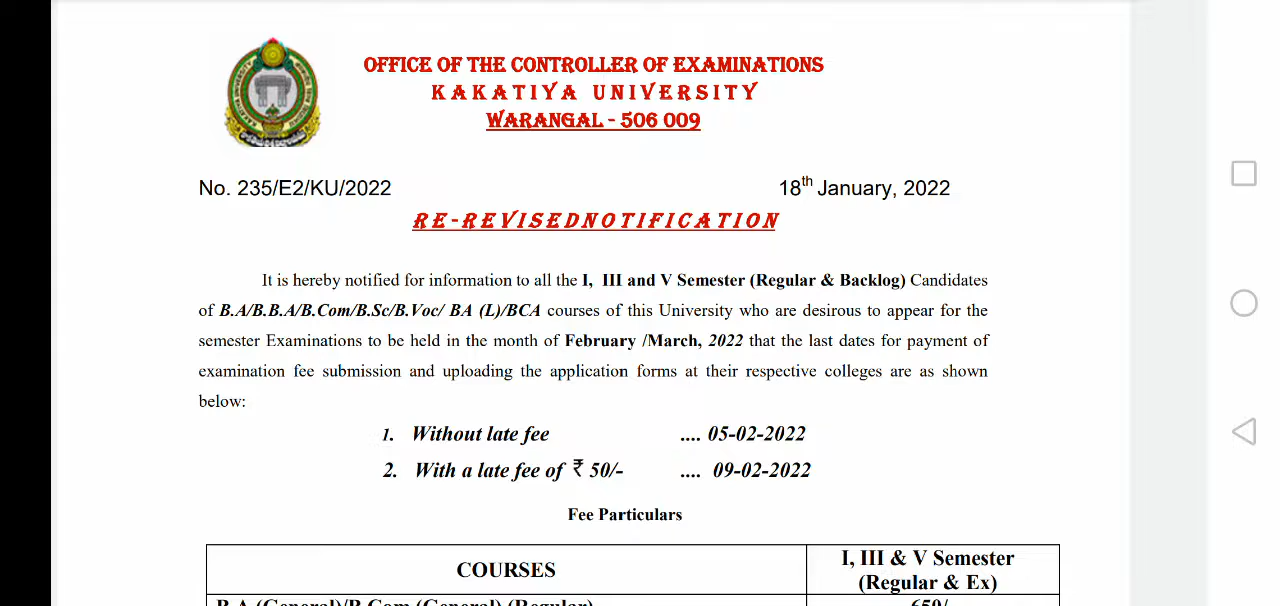 OFFICE OF THE CONTROLLER OF EXAMINATIONS
KAKATIYA UNIVERSITY
WARANGAL - 506 009
No. 235/E2/KU/2022 18th January, 2022
RE-REVISEDNOTIFICATION
It is hereby notified for information to all the I, III and V Semester (Regular & Backlog) Candidates
of B.A/B.B.A/B.Com/B.Sc/B.Voc/ BA (L)/BCA courses of this University who are desirous to appear for the
semester Examinations to be held in the month of February /March, 2022 that the last dates for payment of
examination fee submission and uploading the application forms at their respective colleges are as shown
below:
1. Without late fee .... 05-02-2022
2. With a late fee of ₹ 50/- .... 09-02-2022
Fee Particulars
COURSES
I, III & V Semester
(Regular & Ex)
B.A (General)/B.Com (General) (Regular) 650/-